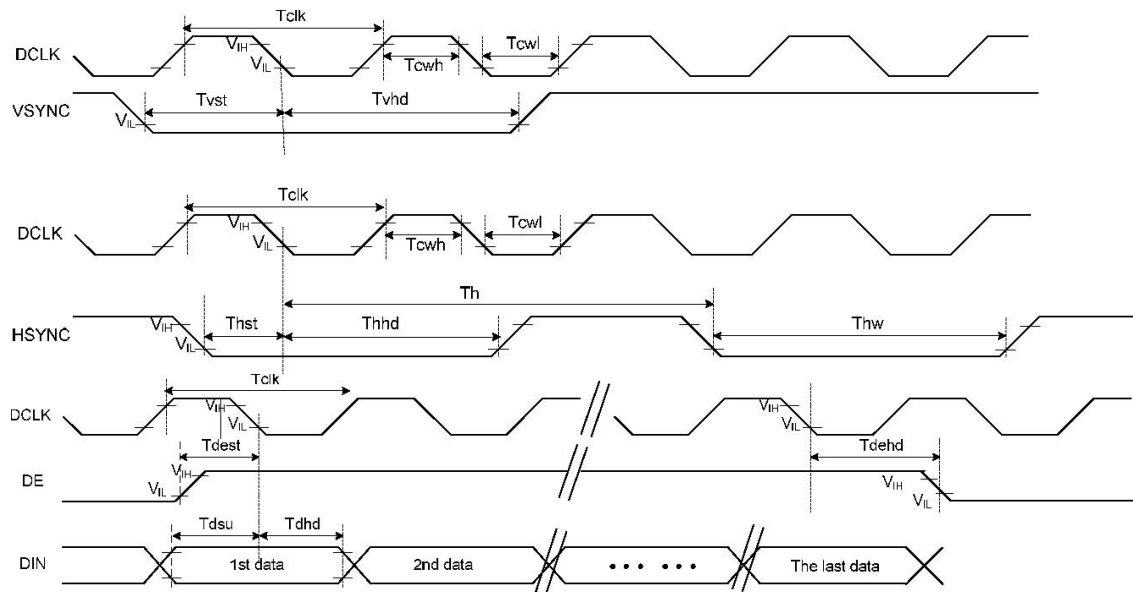 Tclk
DCLK
VIH
VIL
Tcwh
Tcwl
VSYNC
VIL
Tvst
Tvhd
Tclk
DCLK
VIH
VIL
Tcwh
Tcwl
Th
HSYNC
VIH
VIL
Thst
Thhd
Thw
Tclk
DCLK
VIH
VIL
VIH
VIL
Tdest
Tdehd
DE
VIH
VIL
VIH
VIL
Tdsu
Tdhd
DIN
1st data
2nd data
••• •••
The last data